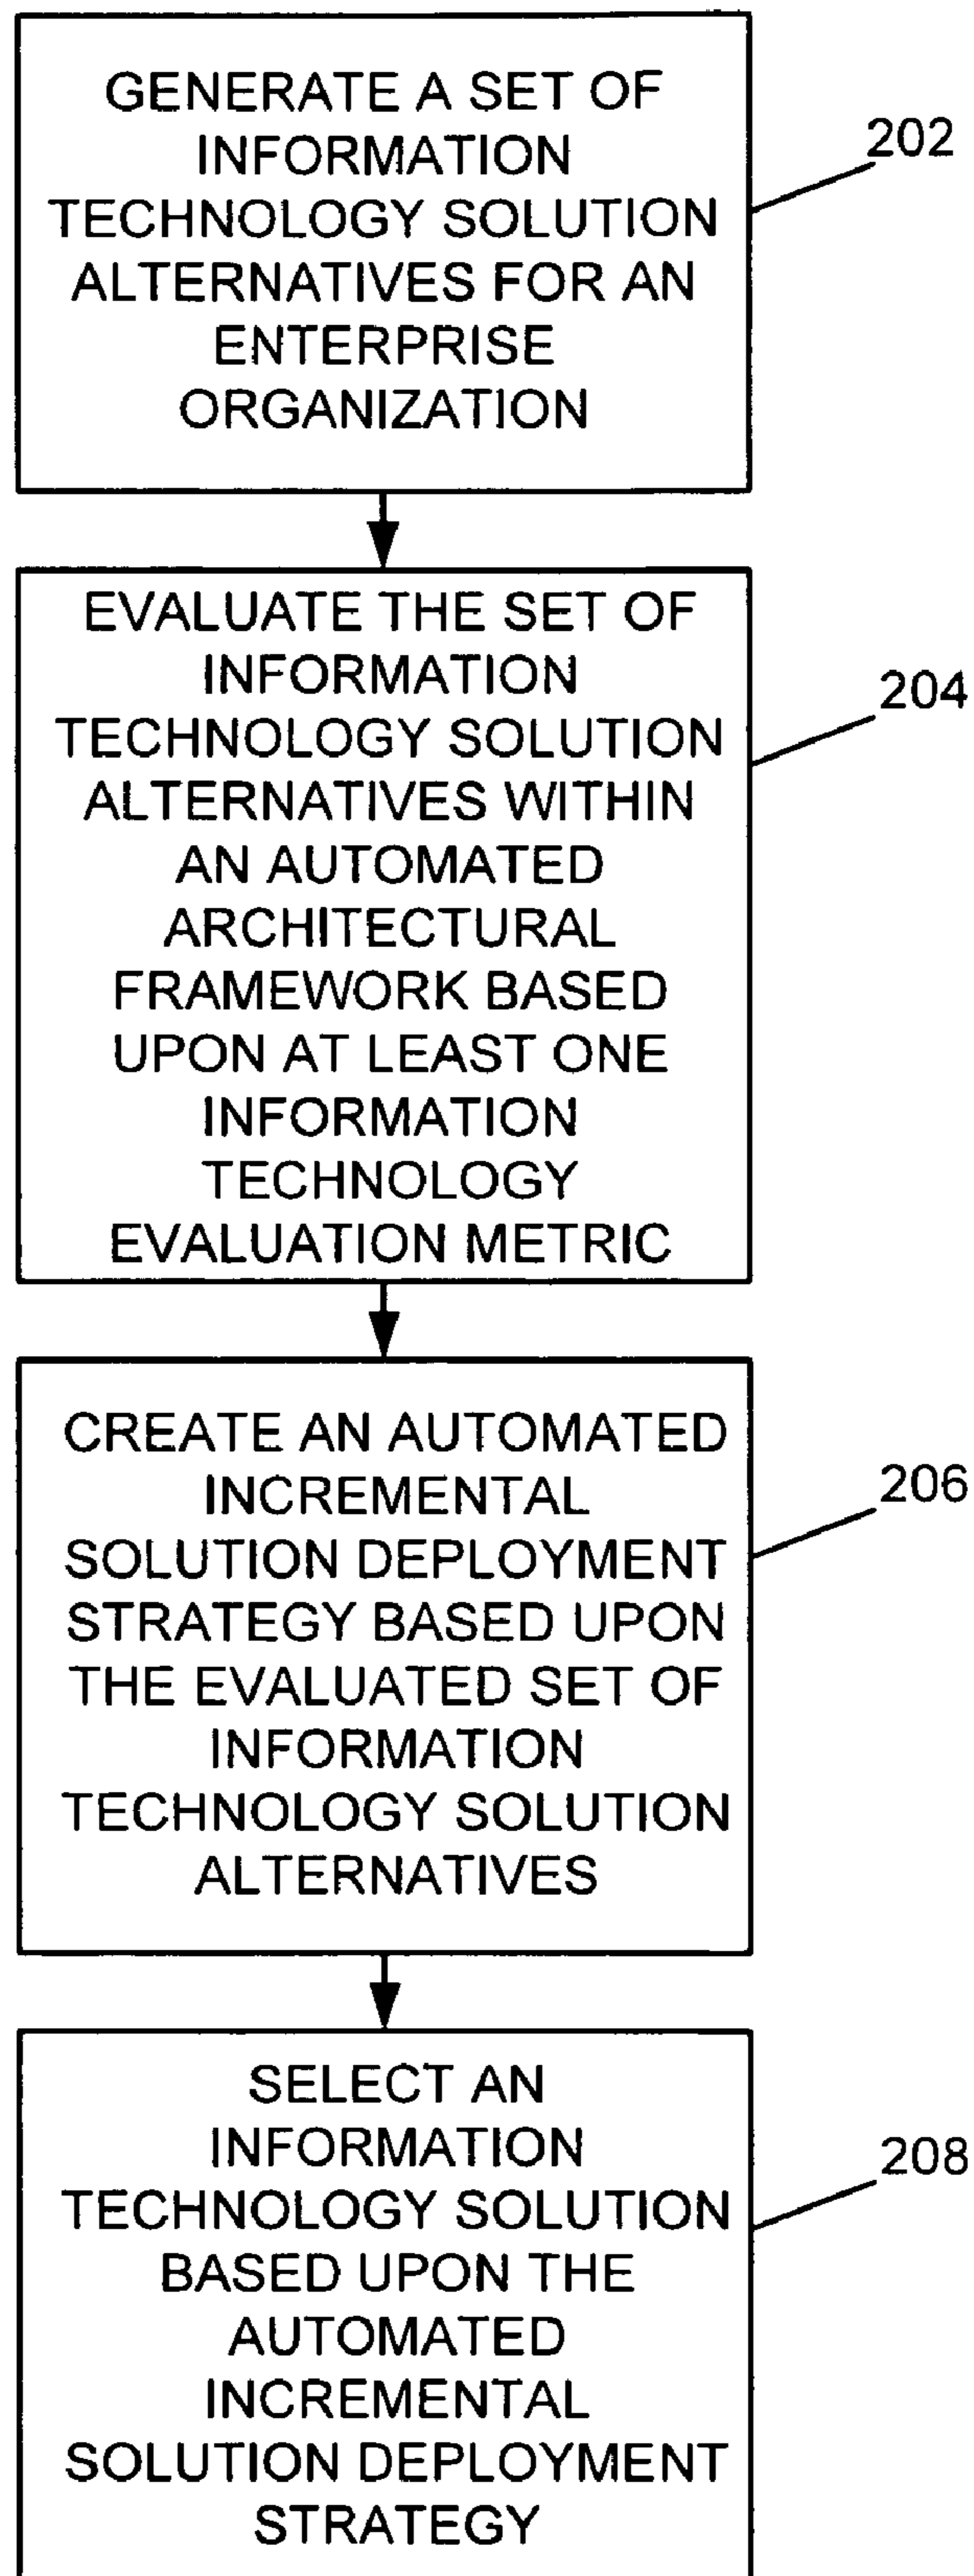 GENERATE A SET OF
INFORMATION
TECHNOLOGY SOLUTION
ALTERNATIVES FOR AN
ENTERPRISE
ORGANIZATION
202
EVALUATE THE SET OF
INFORMATION
TECHNOLOGY SOLUTION
ALTERNATIVES WITHIN
AN AUTOMATED
ARCHITECTURAL
FRAMEWORK BASED
UPON AT LEAST ONE
INFORMATION
TECHNOLOGY
EVALUATION METRIC
204
CREATE AN AUTOMATED
INCREMENTAL
SOLUTION DEPLOYMENT
STRATEGY BASED UPON
THE EVALUATED SET OF
INFORMATION
TECHNOLOGY SOLUTION
ALTERNATIVES
206
SELECT AN
INFORMATION
TECHNOLOGY SOLUTION
BASED UPON THE
AUTOMATED
INCREMENTAL
SOLUTION DEPLOYMENT
STRATEGY
208